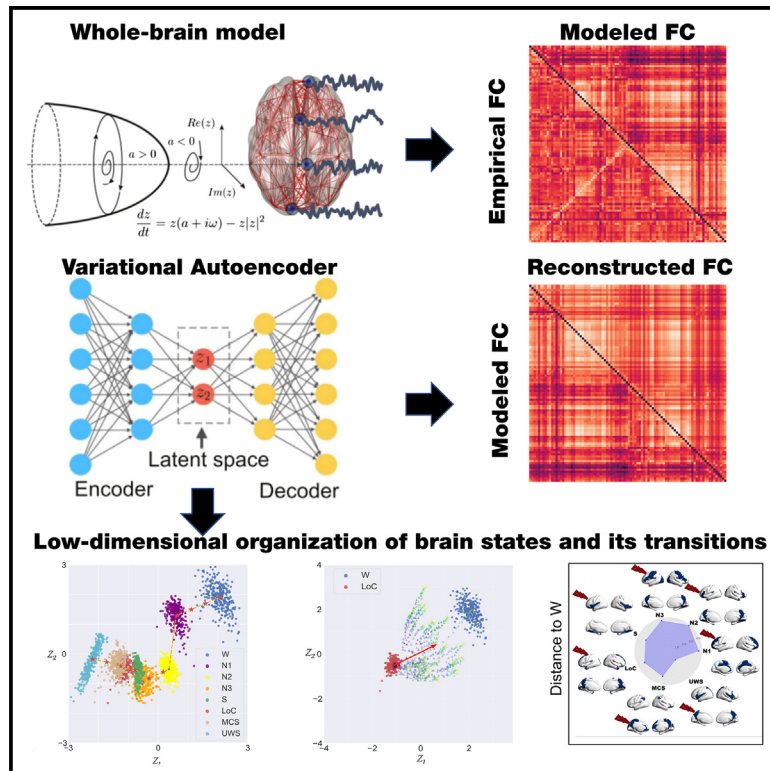 Whole-brain model
Modeled FC
Empirical FC
a > 0
a < 0
Re(z)
Im(z)
dz/dt = z(a + iω) − z|z|²
Variational Autoencoder
Reconstructed FC
Modeled FC
z₁
z₂
Latent space
Encoder
Decoder
Low-dimensional organization of brain states and its transitions
3
0
−3
Z₂
−3
0
3
Z₁
W
N1
N2
N3
S
LoC
MCS
UWS
W
LoC
4
2
0
−2
−4
Z₂
−4
−2
0
2
4
Z₁
Distance to W
N3
N2
N1
S
LoC
MCS
UWS